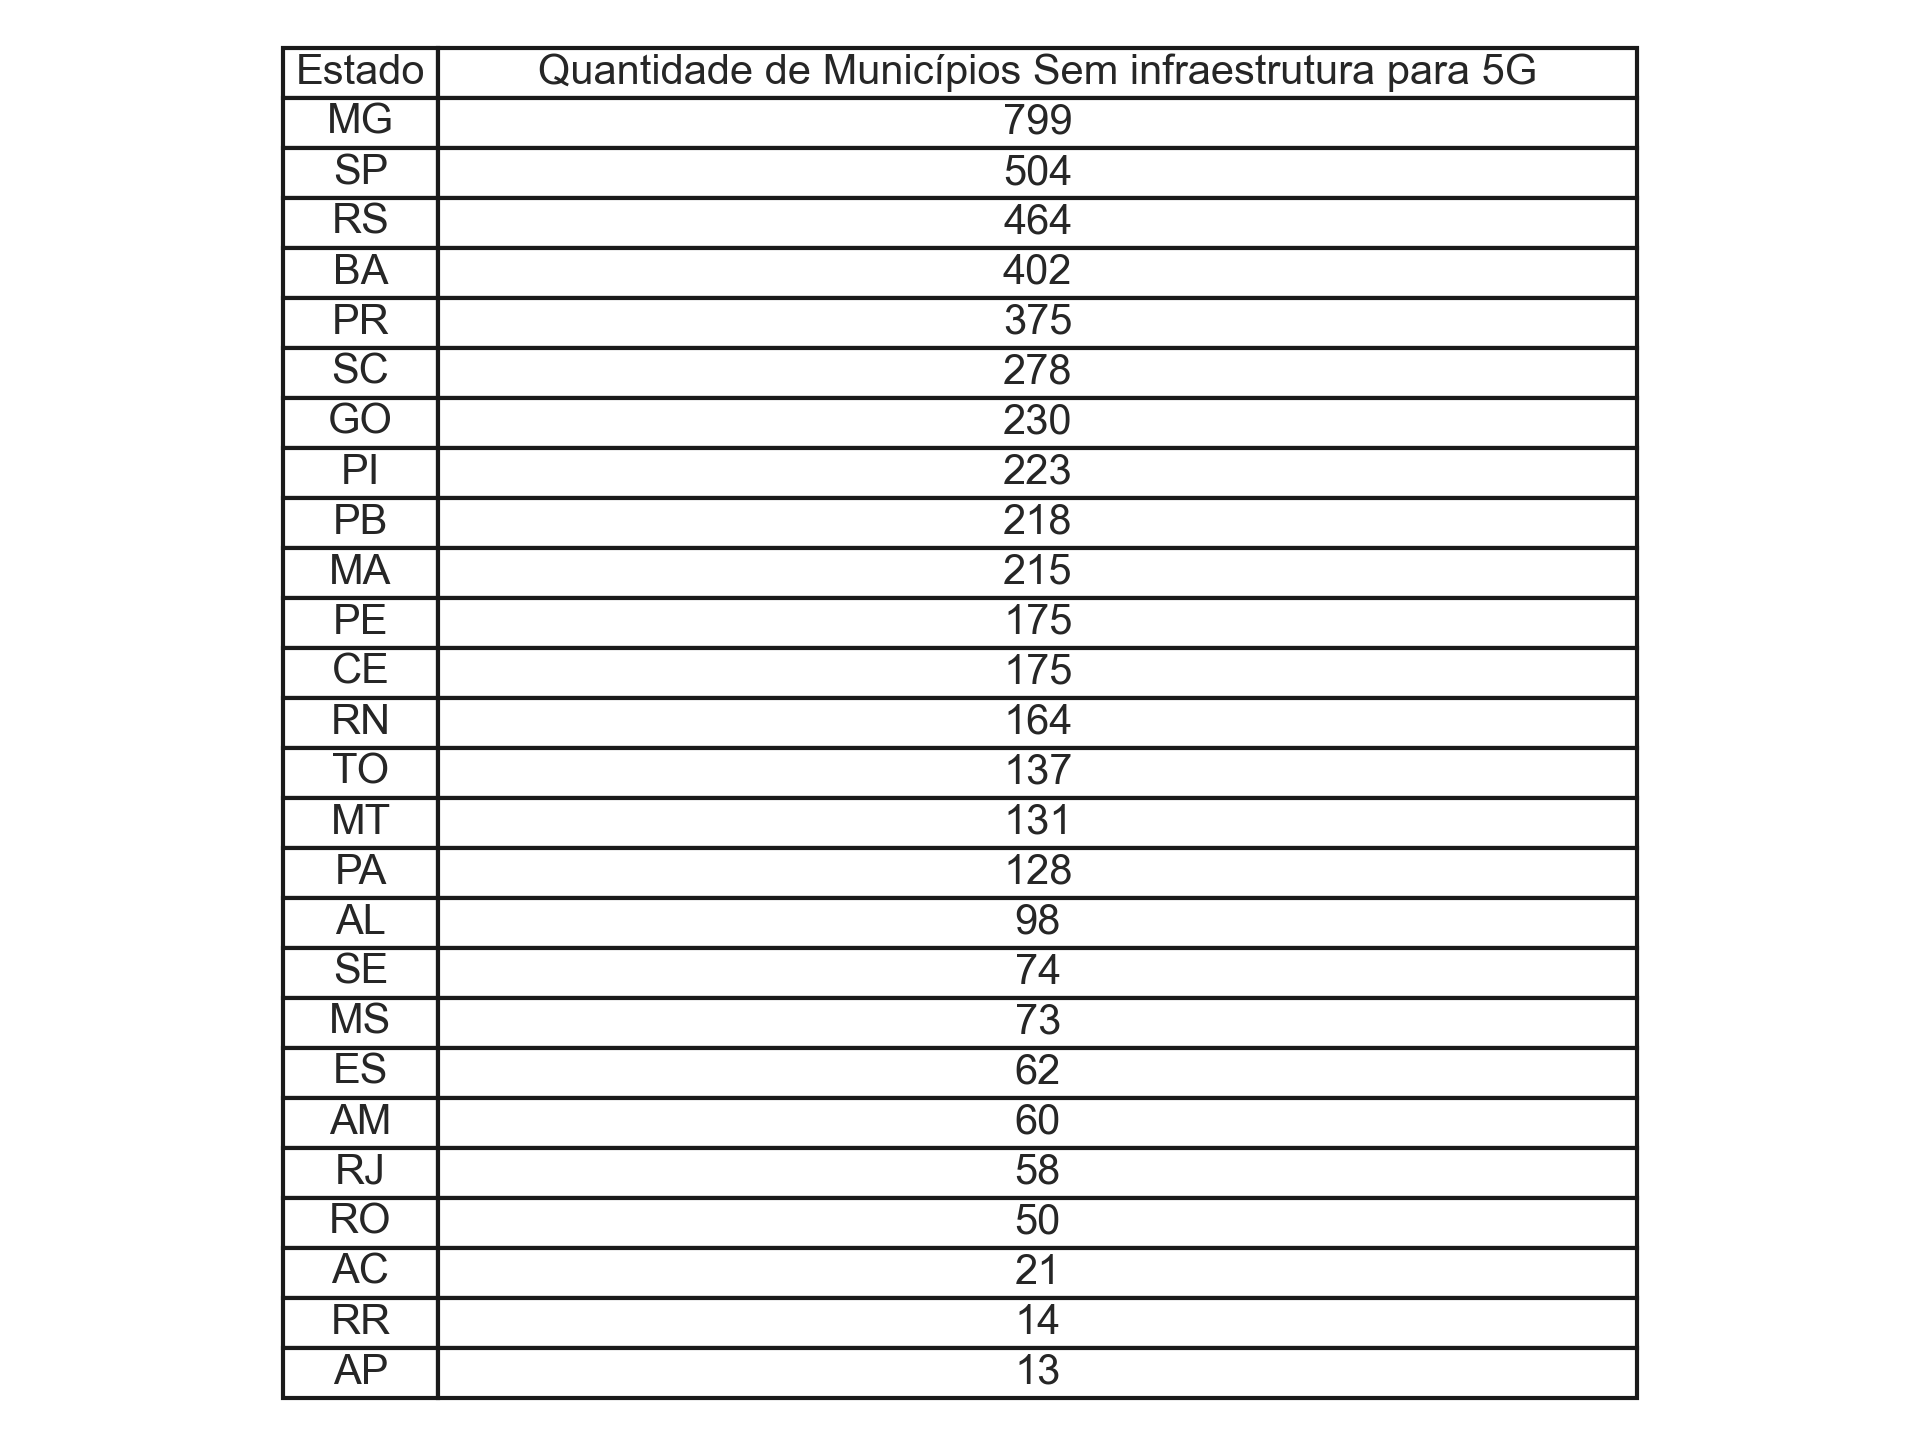 Estado Quantidade de Municípios Sem infraestrutura para 5G
MG 799
SP 504
RS 464
BA 402
PR 375
SC 278
GO 230
PI 223
PB 218
MA 215
PE 175
CE 175
RN 164
TO 137
MT 131
PA 128
AL 98
SE 74
MS 73
ES 62
AM 60
RJ 58
RO 50
AC 21
RR 14
AP 13